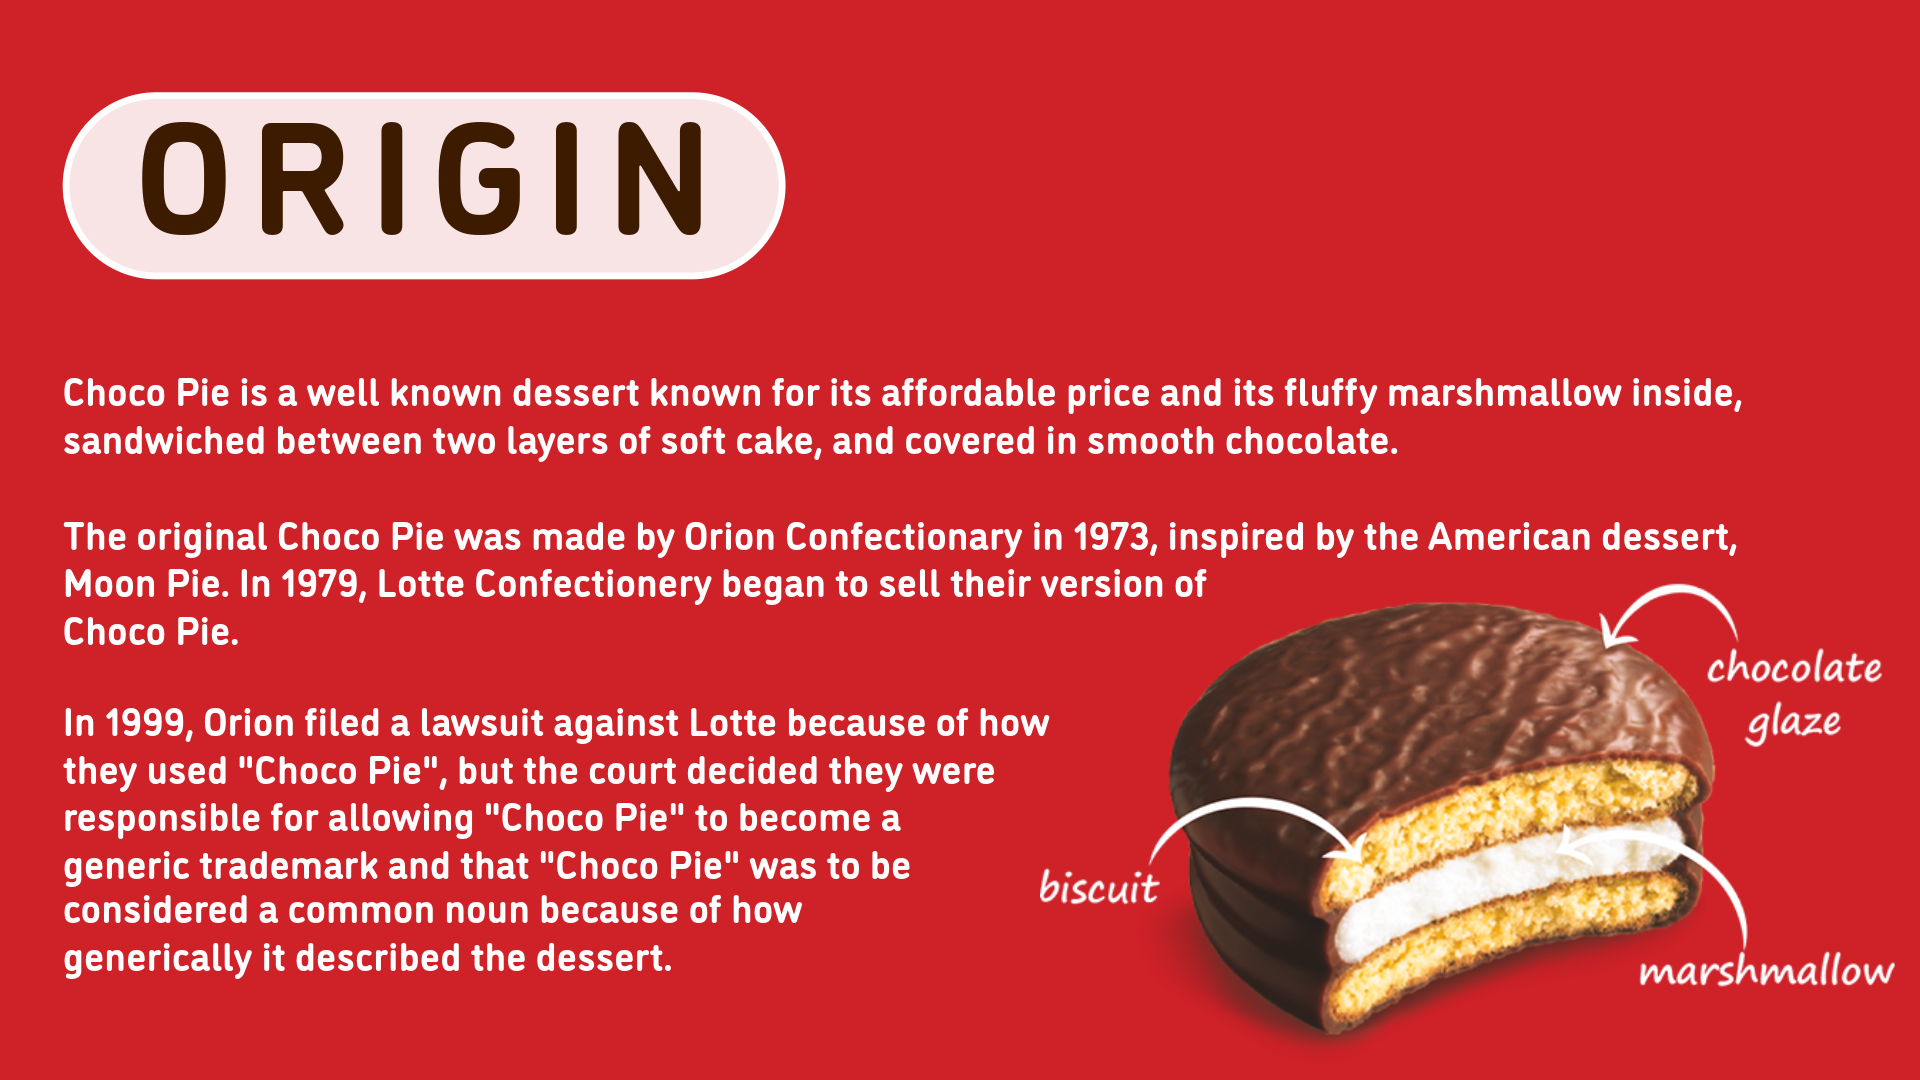 ORIGIN
Choco Pie is a well known dessert known for its affordable price and its fluffy marshmallow inside,
sandwiched between two layers of soft cake, and covered in smooth chocolate.
The original Choco Pie was made by Orion Confectionary in 1973, inspired by the American dessert,
Moon Pie. In 1979, Lotte Confectionery began to sell their version of
Choco Pie.
In 1999, Orion filed a lawsuit against Lotte because of how
they used "Choco Pie", but the court decided they were
responsible for allowing "Choco Pie" to become a
generic trademark and that "Choco Pie" was to be
considered a common noun because of how
generically it described the dessert.
chocolate
glaze
biscuit
marshmallow